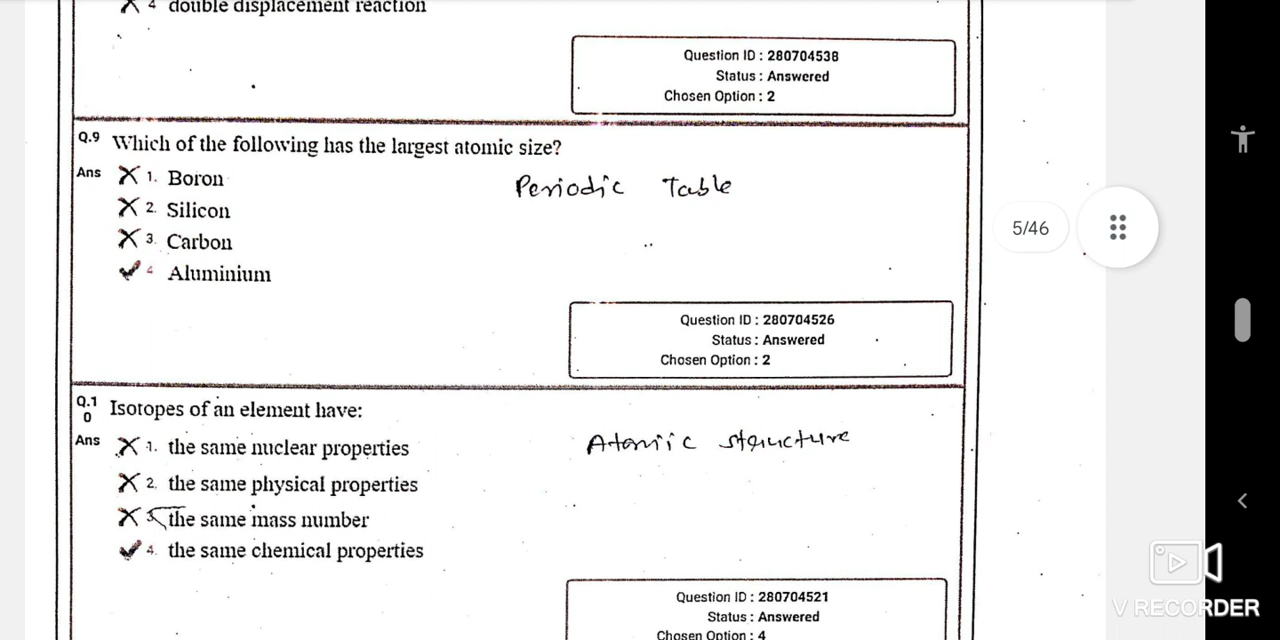 4 double displacement reaction
Question ID : 280704538
Status : Answered
Chosen Option : 2
Q.9 Which of the following has the largest atomic size?
Ans 1. Boron
Periodic Table
2. Silicon
3. Carbon
5/46
4 Aluminium
Question ID : 280704526
Status : Answered
Chosen Option : 2
Q.1
0 Isotopes of an element have:
Ans 1. the same nuclear properties
Atomic structure
2. the same physical properties
3. the same mass number
4. the same chemical properties
Question ID : 280704521
Status : Answered
Chosen Option : 4
V RECORDER